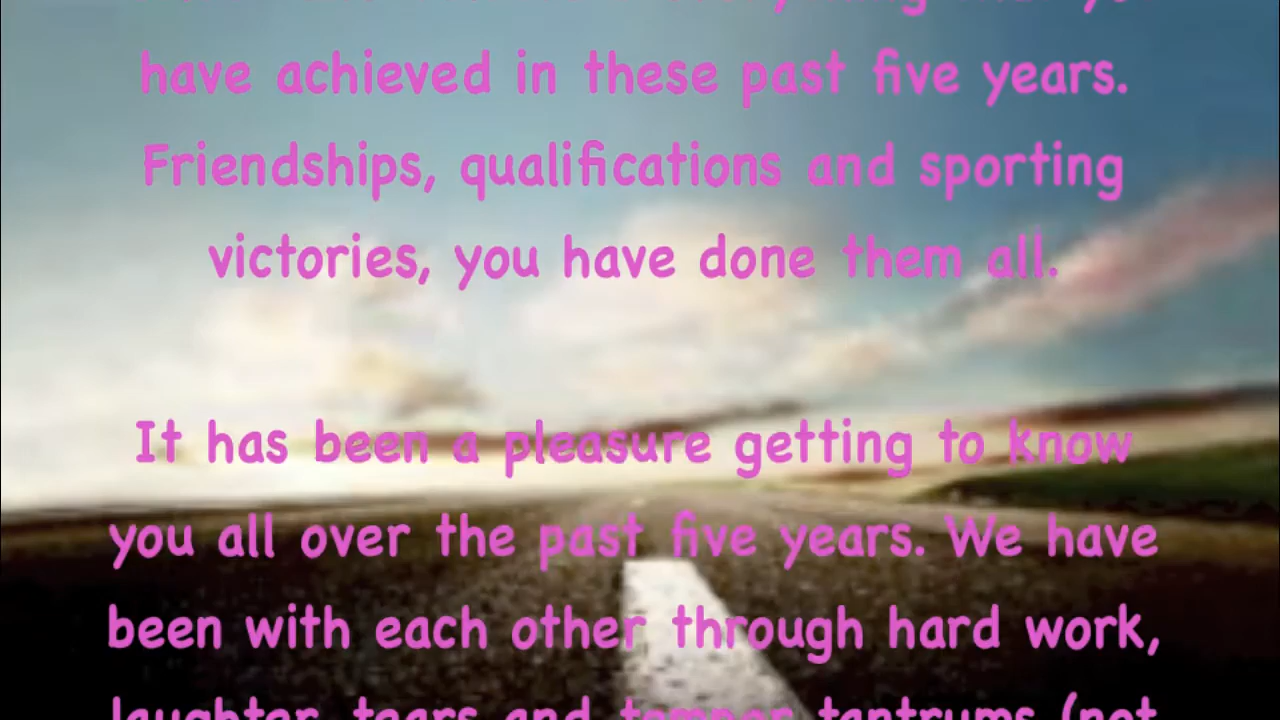 have achieved in these past five years.
Friendships, qualifications and sporting
victories, you have done them all.
It has been a pleasure getting to know
you all over the past five years. We have
been with each other through hard work,
laughter, tears and temper tantrums (not